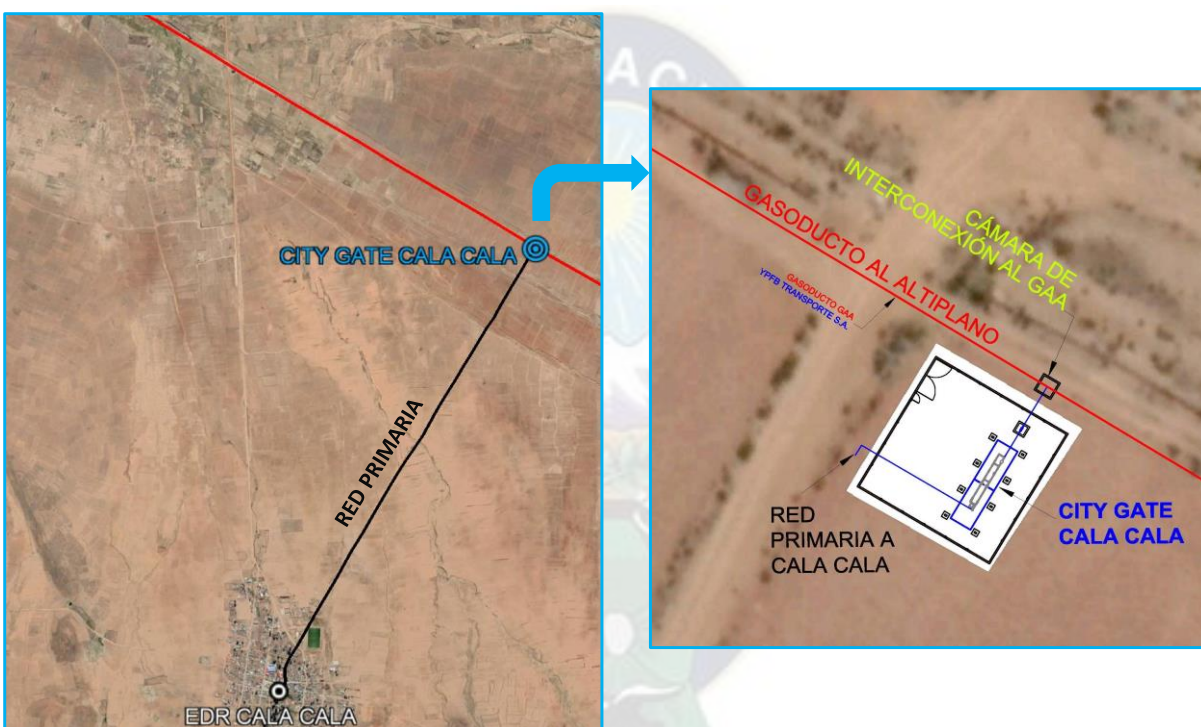 CITY GATE CALA CALA
RED PRIMARIA
EDR CALA CALA
AC
GASODUCTO AL ALTIPLANO
GASODUCTO GAA
YPFB TRANSPORTE S.A.
CÁMARA DE
INTERCONEXIÓN AL GAA
RED
PRIMARIA A
CALA CALA
CITY GATE
CALA CALA